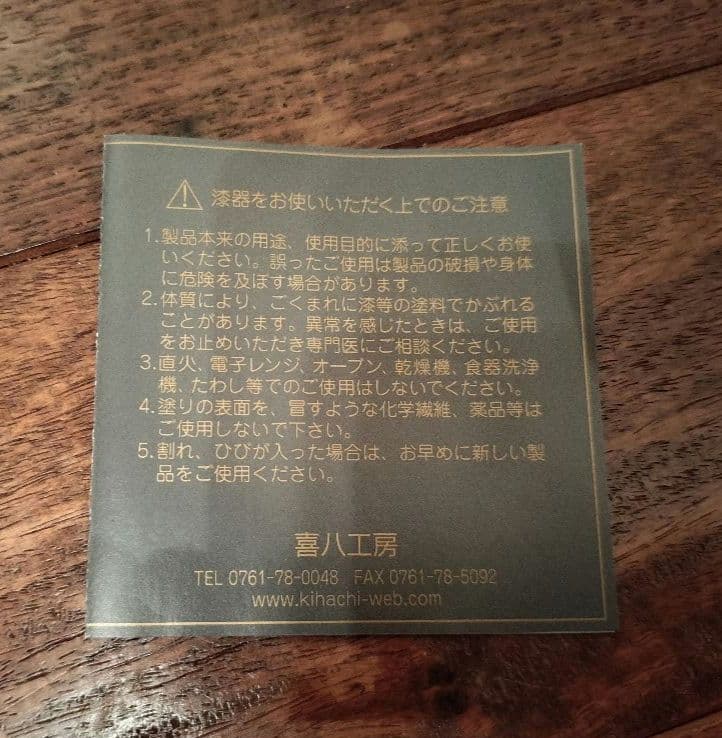 ⚠ 漆器をお使いいただく上でのご注意
1.製品本来の用途、使用目的に添って正しくお使
いください。誤ったご使用は製品の破損や身体
に危険を及ぼす場合があります。
2.体質により、ごくまれに漆等の塗料でかぶれる
ことがあります。異常を感じたときは、ご使用
をお止めいただき専門医にご相談ください。
3.直火、電子レンジ、オーブン、乾燥機、食器洗浄
機、たわし等でのご使用はしないでください。
4.塗りの表面を、冒すような化学繊維、薬品等は
ご使用しないで下さい。
5.割れ、ひびが入った場合は、お早めに新しい製
品をご使用ください。
喜八工房
TEL 0761-78-0048 FAX 0761-78-5092
www.kihachi-web.com